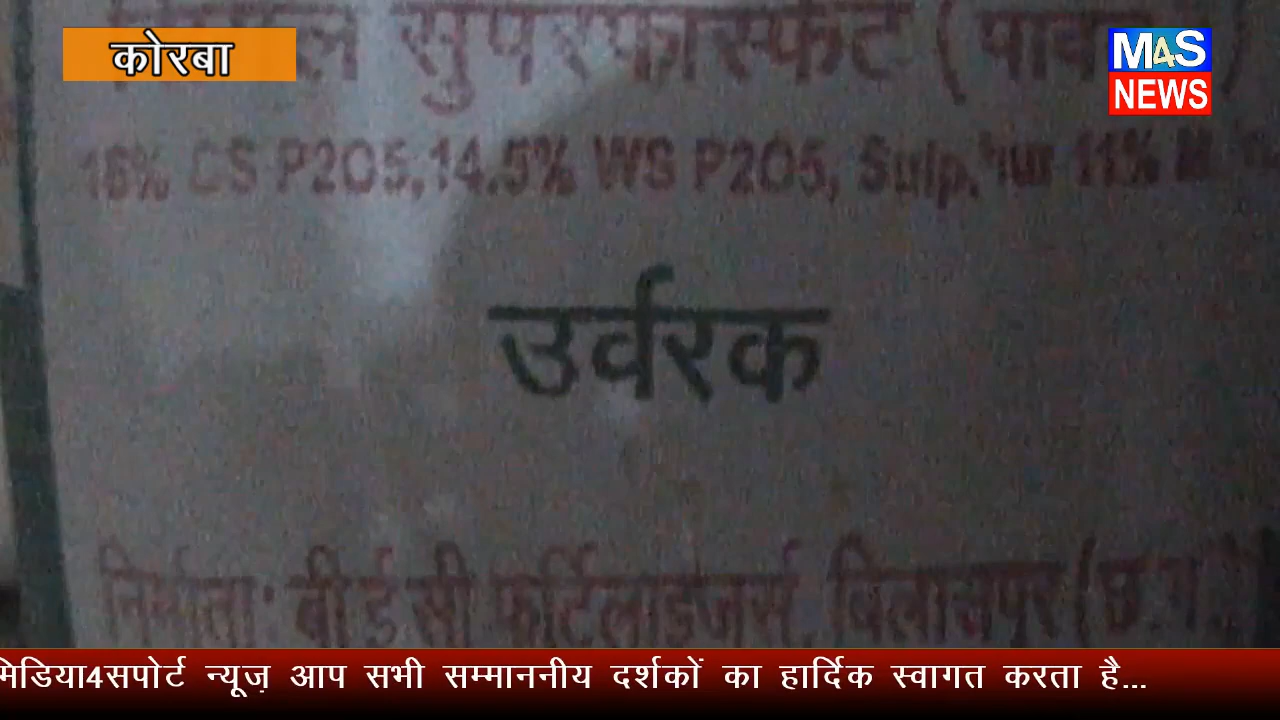 कोरबा
M4S
NEWS
सुपरफास्फेट
16% CS P2O5,14.5% WS P2O5, Sulphur 11% M
उर्वरक
निर्माता: बी.ई.सी फर्टिलाइजर्स, बिलासपुर (छ.ग.)
मिडिया4सपोर्ट न्यूज़ आप सभी सम्माननीय दर्शकों का हार्दिक स्वागत करता है...